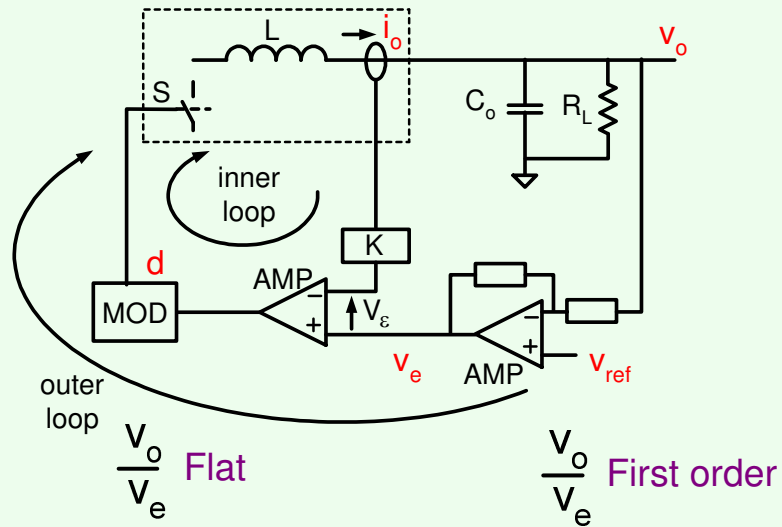 L
i_o
v_o
S
C_o
R_L
inner
loop
K
d
AMP
−
+
V_ε
MOD
v_e
−
+
AMP
v_ref
outer
loop
v_o
v_e
Flat
v_o
v_e
First order